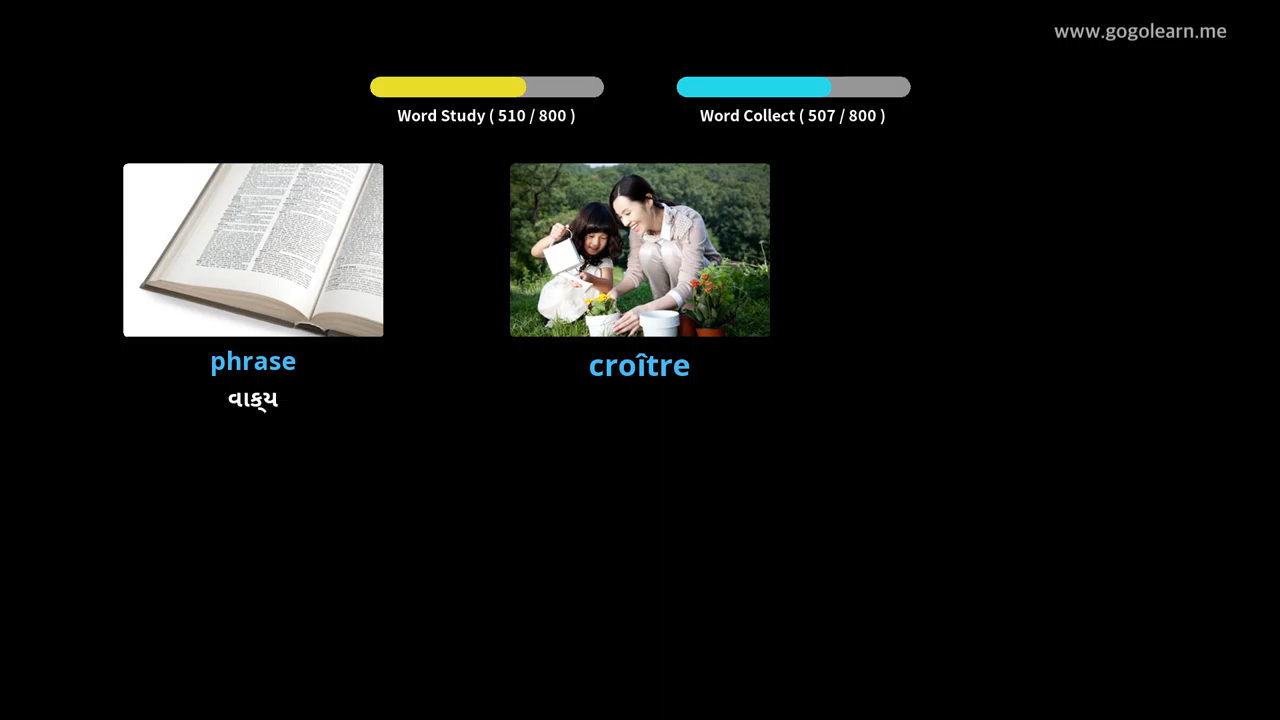 www.gogolearn.me
Word Study ( 510 / 800 )
Word Collect ( 507 / 800 )
phrase
વાક્ય
croître